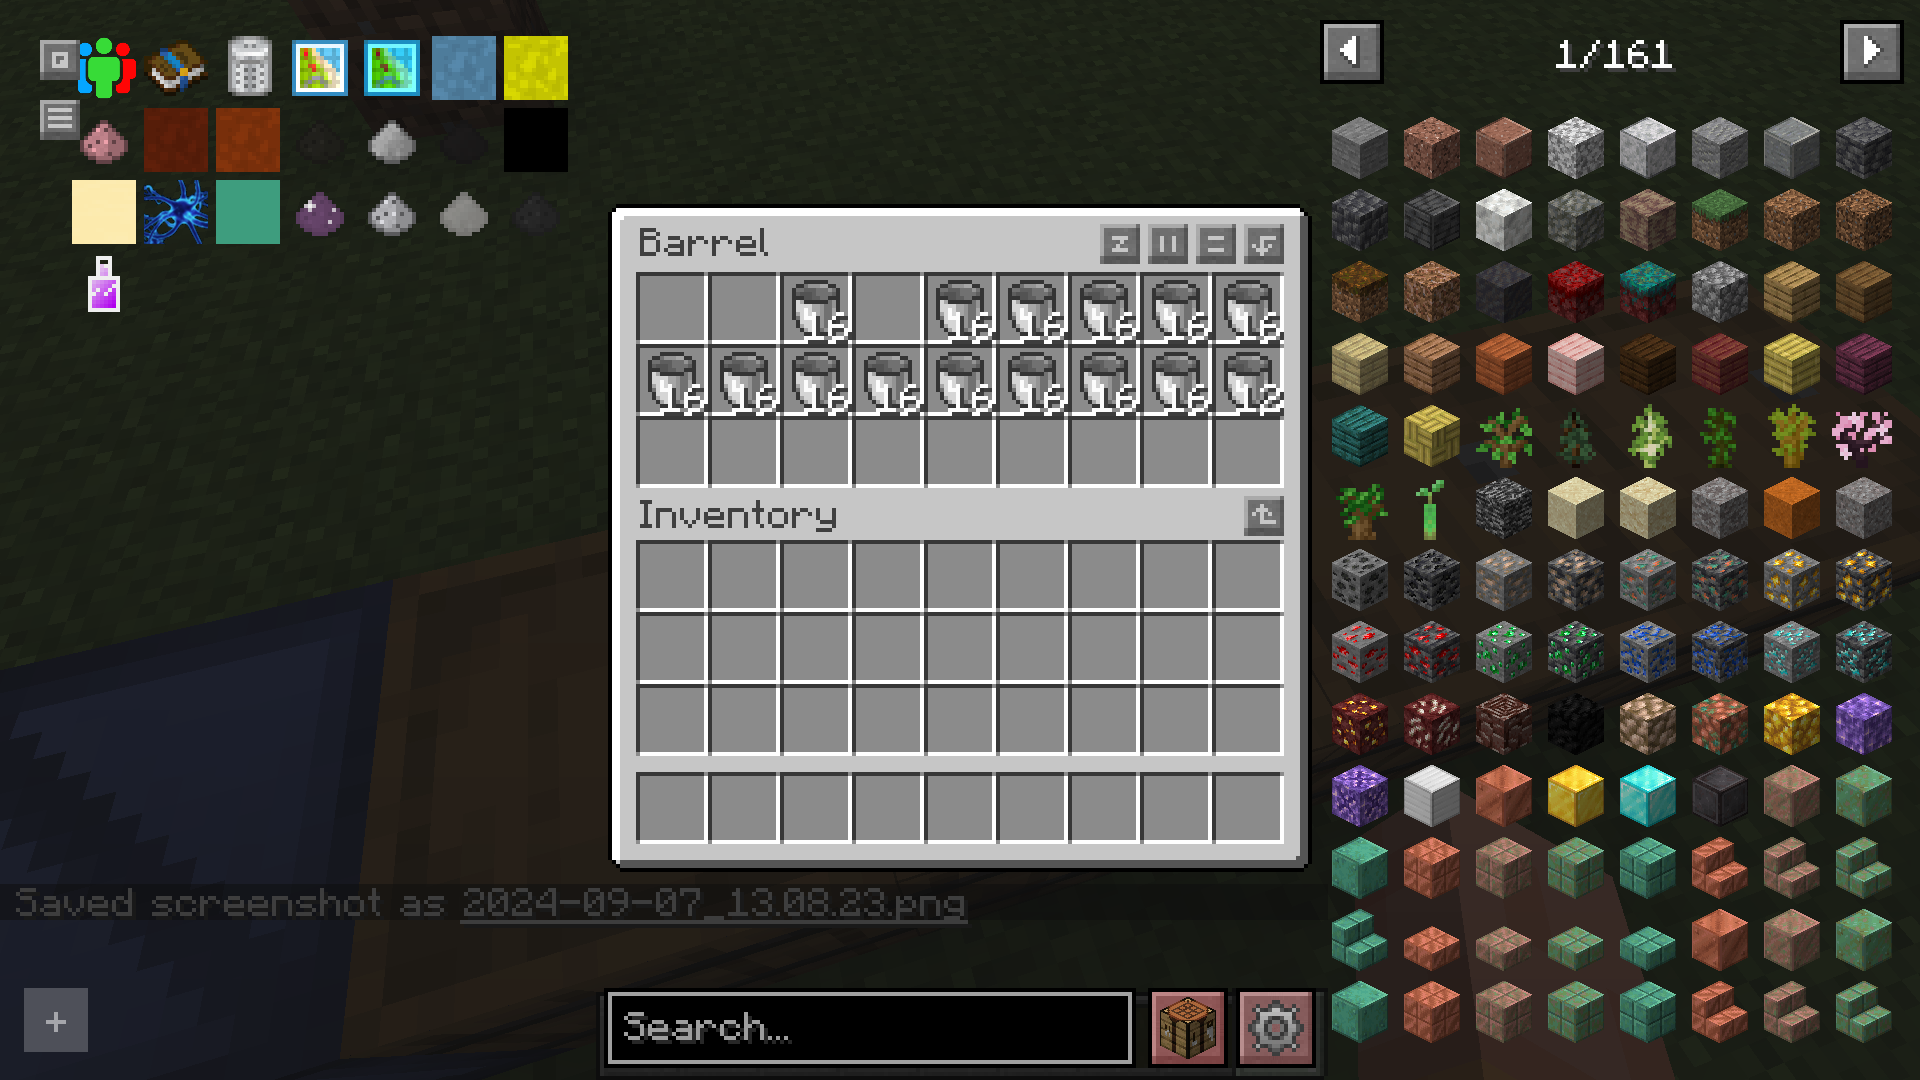 1/161
Barrel
16 16 16 16 16 16
16 16 16 16 16 16 16 16 12
Inventory
Saved screenshot as 2024-09-07_13.08.23.png
+
Search...